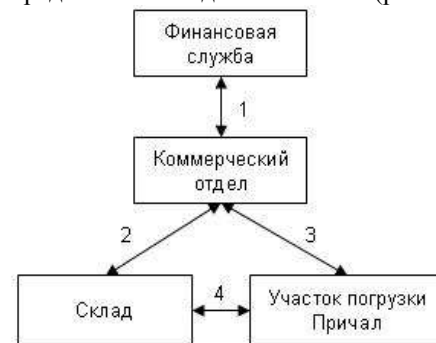 Финансовая
служба
1
Коммерческий
отдел
2
3
Склад
4
Участок погрузки
Причал